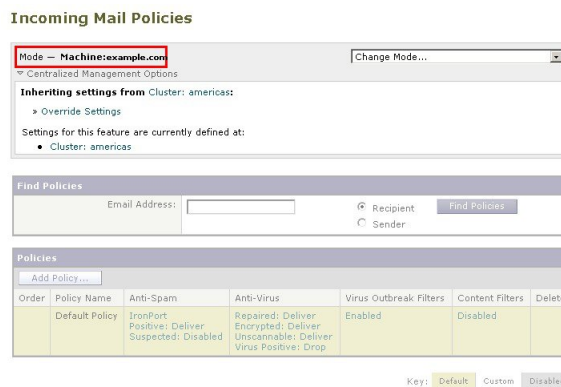 Incoming Mail Policies
Mode — Machine:example.com
Change Mode...
Centralized Management Options
Inheriting settings from Cluster: americas:
» Override Settings
Settings for this feature are currently defined at:
• Cluster: americas
Find Policies
Email Address:
Recipient
Sender
Find Policies
Policies
Add Policy...
Order Policy Name Anti-Spam Anti-Virus Virus Outbreak Filters Content Filters Delet
Default Policy IronPort Repaired: Deliver Enabled Disabled
Positive: Deliver Encrypted: Deliver
Suspected: Disabled Unscannable: Deliver
Virus Positive: Drop
Key: Default Custom Disable